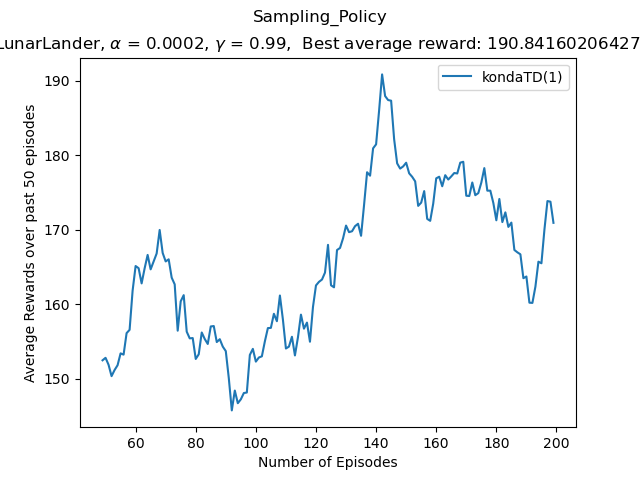 Sampling_Policy
LunarLander, α = 0.0002, γ = 0.99,  Best average reward: 190.84160206427
kondaTD(1)
Average Rewards over past 50 episodes
190
180
170
160
150
60 80 100 120 140 160 180 200
Number of Episodes